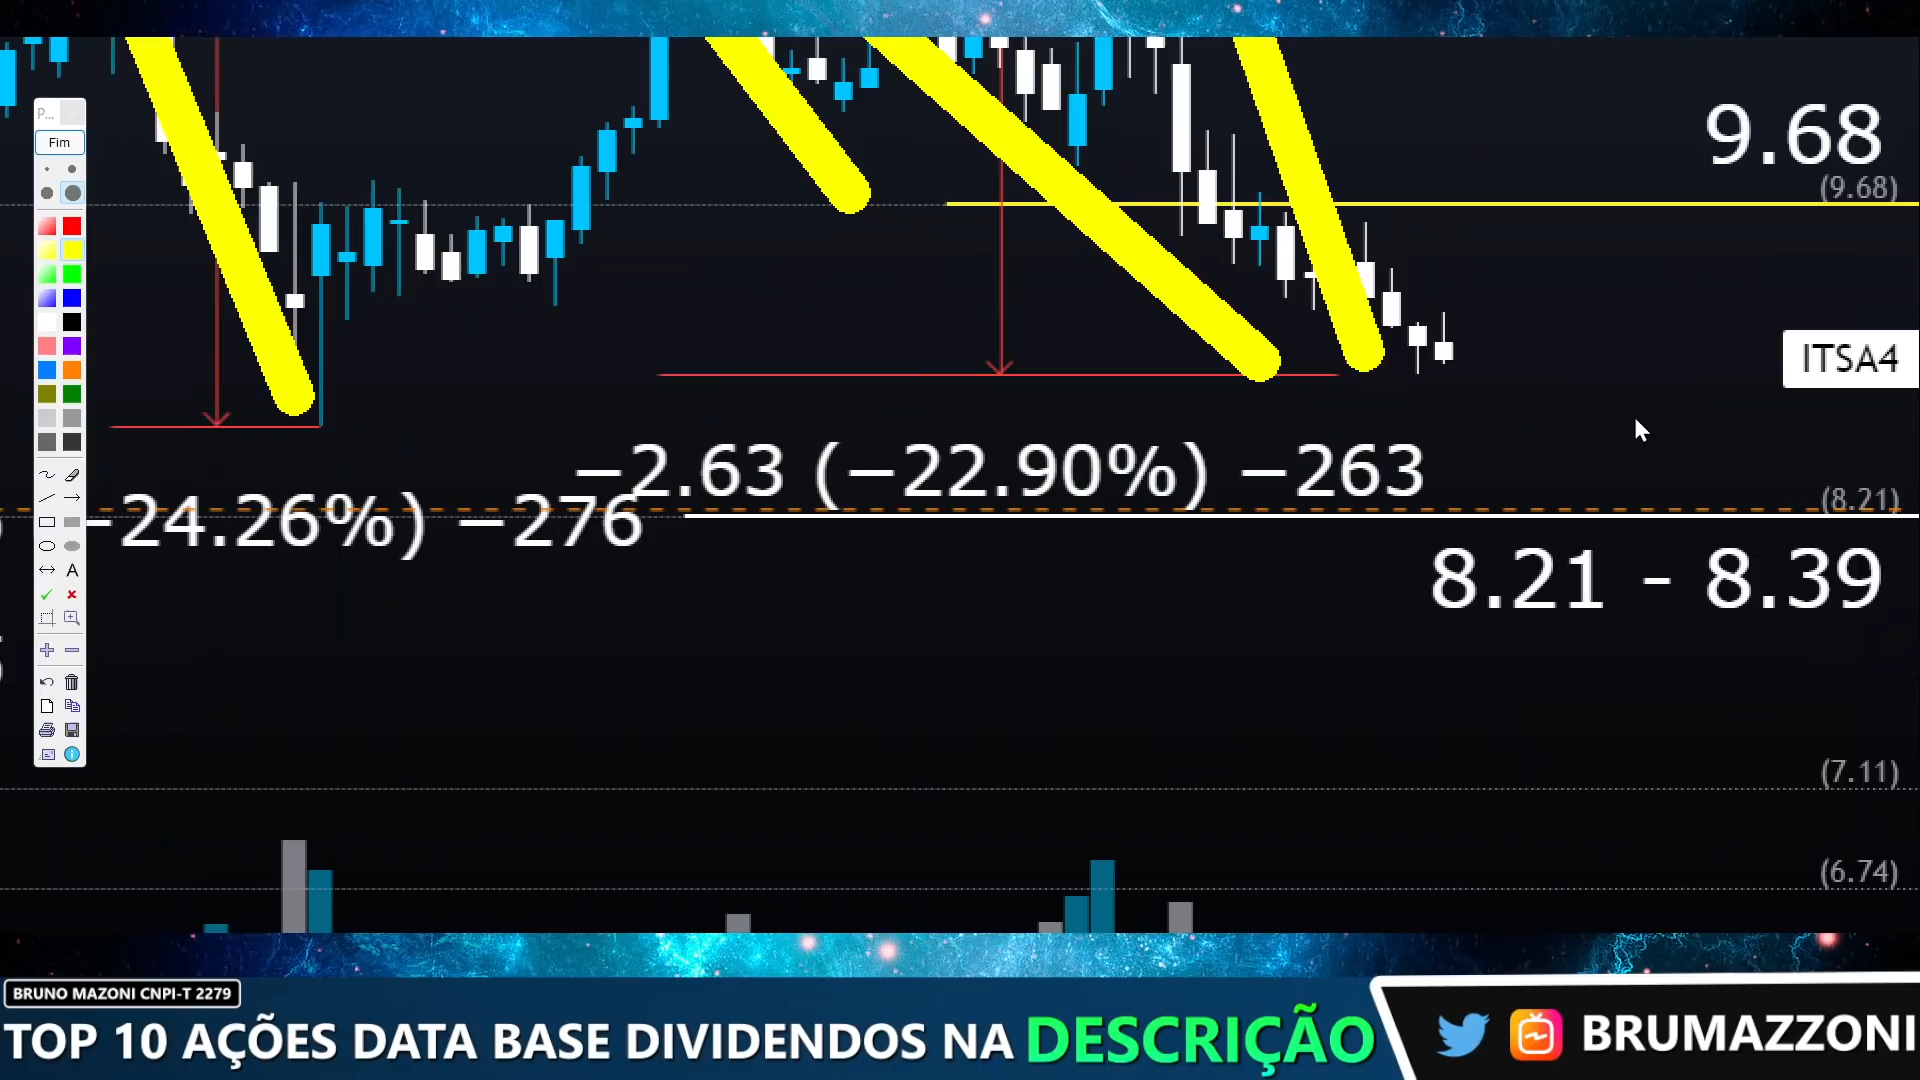 P...
Fim
9.68
(9.68)
ITSA4
−2.63 (−22.90%) −263
−24.26%) −276
(8.21)
8.21 - 8.39
A
(7.11)
(6.74)
BRUNO MAZONI CNPI-T 2279
TOP 10 AÇÕES DATA BASE DIVIDENDOS NA DESCRIÇÃO
BRUMAZZONI